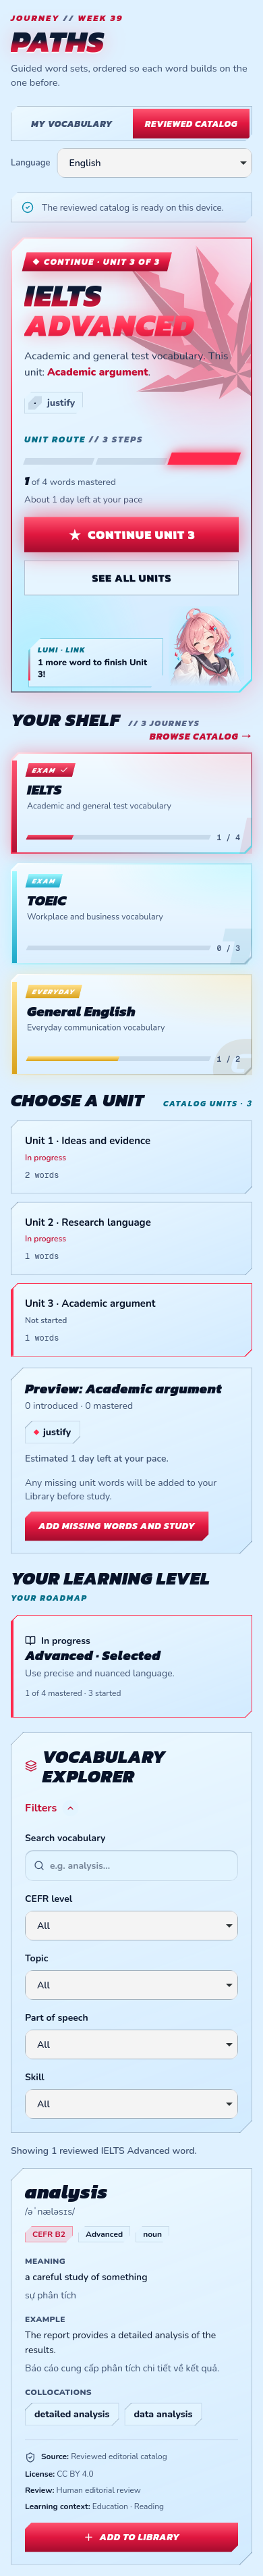 JOURNEY // WEEK 39
PATHS
Guided word sets, ordered so each word builds on the
one before.
MY VOCABULARY
REVIEWED CATALOG
Language
English
The reviewed catalog is ready on this device.
◆ CONTINUE · UNIT 3 OF 3
IELTS
ADVANCED
Academic and general test vocabulary. This
unit: Academic argument.
justify
UNIT ROUTE // 3 STEPS
1 of 4 words mastered
About 1 day left at your pace
★ CONTINUE UNIT 3
SEE ALL UNITS
LUMI · LINK
1 more word to finish Unit
3!
YOUR SHELF // 3 JOURNEYS
BROWSE CATALOG →
EXAM ✓
IELTS
Academic and general test vocabulary
1 / 4
EXAM
TOEIC
Workplace and business vocabulary
0 / 3
EVERYDAY
General English
Everyday communication vocabulary
1 / 2
CHOOSE A UNIT
CATALOG UNITS · 3
Unit 1 · Ideas and evidence
In progress
2 words
Unit 2 · Research language
In progress
1 words
Unit 3 · Academic argument
Not started
1 words
Preview: Academic argument
0 introduced · 0 mastered
justify
Estimated 1 day left at your pace.
Any missing unit words will be added to your
Library before study.
ADD MISSING WORDS AND STUDY
YOUR LEARNING LEVEL
YOUR ROADMAP
In progress
Advanced · Selected
Use precise and nuanced language.
1 of 4 mastered · 3 started
VOCABULARY
EXPLORER
Filters
Search vocabulary
e.g. analysis...
CEFR level
All
Topic
All
Part of speech
All
Skill
All
Showing 1 reviewed IELTS Advanced word.
analysis
/əˈnæləsɪs/
CEFR B2
Advanced
noun
MEANING
a careful study of something
sự phân tích
EXAMPLE
The report provides a detailed analysis of the
results.
Báo cáo cung cấp phân tích chi tiết về kết quả.
COLLOCATIONS
detailed analysis
data analysis
Source: Reviewed editorial catalog
License: CC BY 4.0
Review: Human editorial review
Learning context: Education · Reading
+ ADD TO LIBRARY